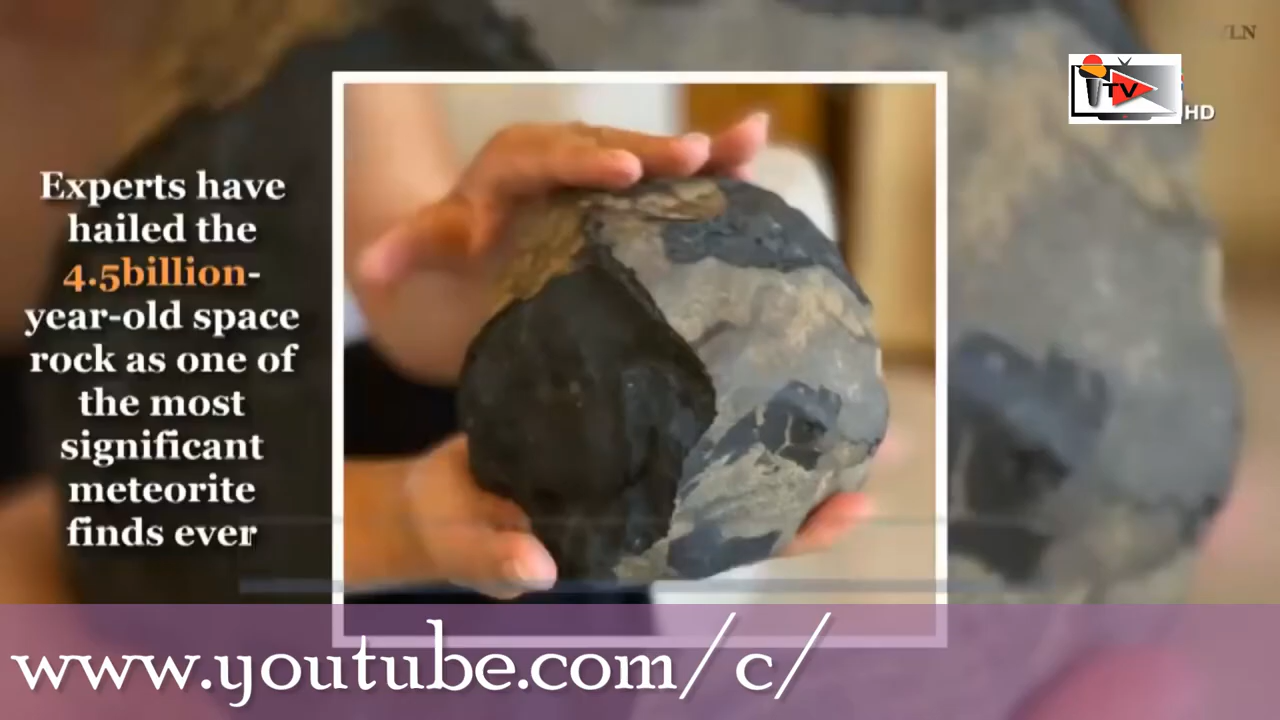 Experts have
hailed the
4.5billion-
year-old space
rock as one of
the most
significant
meteorite
finds ever
TV
HD
www.youtube.com/c/